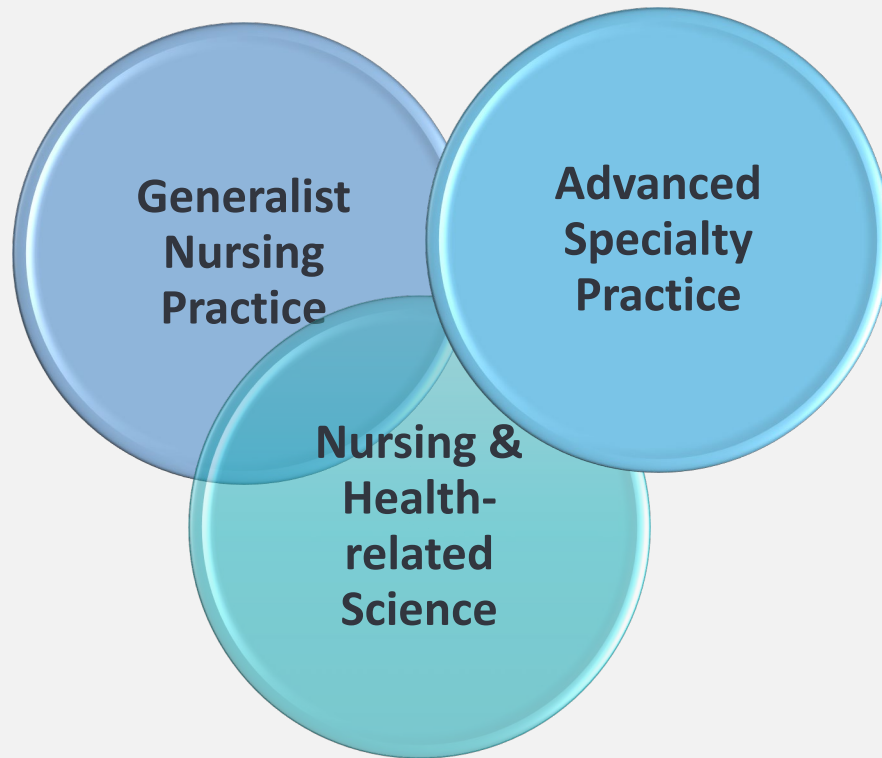 Generalist
Nursing
Practice
Advanced
Specialty
Practice
Nursing &
Health-
related
Science